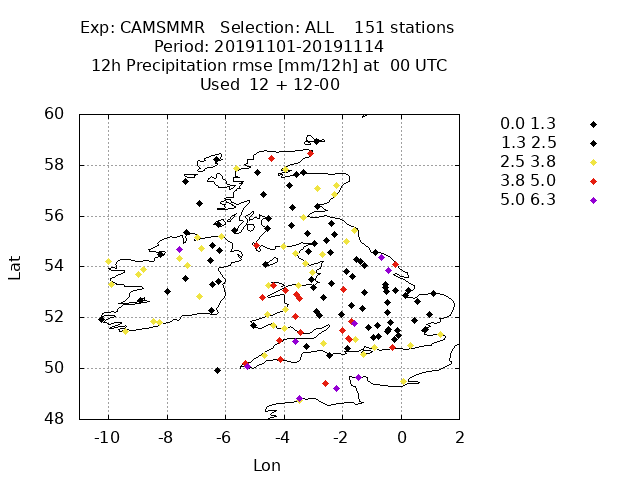 Exp: CAMSMMR Selection: ALL 151 stations
Period: 20191101-20191114
12h Precipitation rmse [mm/12h] at 00 UTC
Used 12 + 12-00
60
58
56
54
52
50
48
Lat
-10 -8 -6 -4 -2 0 2
Lon
0.0 1.3
1.3 2.5
2.5 3.8
3.8 5.0
5.0 6.3